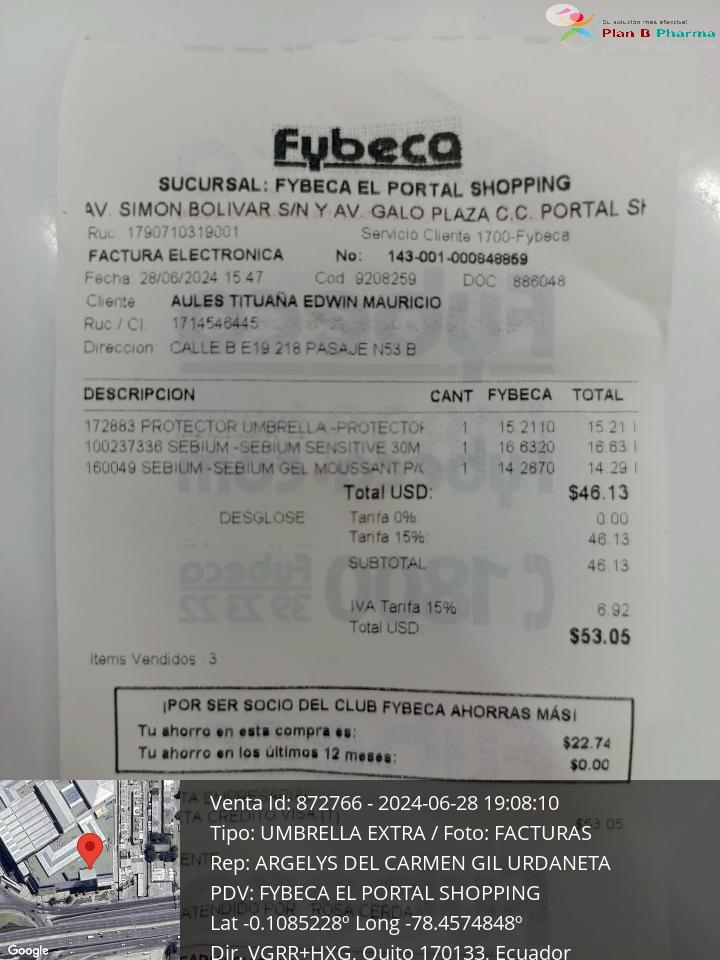 Su solución más efectiva!
Plan B Pharma
Fybeca
SUCURSAL: FYBECA EL PORTAL SHOPPING
AV. SIMON BOLIVAR S/N Y AV. GALO PLAZA C.C. PORTAL SH
Ruc: 1790710319001 Servicio Cliente 1700-Fybeca
FACTURA ELECTRONICA No: 143-001-000848869
Fecha: 28/06/2024 15:47 Cod: 9208259 DOC: 886048
Cliente: AULES TITUAÑA EDWIN MAURICIO
Ruc / CI: 1714546445
Direccion: CALLE B E19 218 PASAJE N53 B
DESCRIPCION CANT FYBECA TOTAL
172883 PROTECTOR UMBRELLA -PROTECTOR 1 15.2110 15.21 I
100237336 SEBIUM -SEBIUM SENSITIVE 30M 1 16.6320 16.63 I
160049 SEBIUM -SEBIUM GEL MOUSSANT P/G 1 14.2870 14.29 I
Total USD: $46.13
DESGLOSE Tarifa 0%: 0.00
Tarifa 15%: 46.13
SUBTOTAL 46.13
IVA Tarifa 15% 6.92
Total USD $53.05
Items Vendidos : 3
¡POR SER SOCIO DEL CLUB FYBECA AHORRAS MÁS!
Tu ahorro en esta compra es: $22.74
Tu ahorro en los últimos 12 meses: $0.00
$53.05
ATENDIDO POR: ROSA CERDA
Venta Id: 872766 - 2024-06-28 19:08:10
Tipo: UMBRELLA EXTRA / Foto: FACTURAS
Rep: ARGELYS DEL CARMEN GIL URDANETA
PDV: FYBECA EL PORTAL SHOPPING
Lat -0.1085228º Long -78.4574848º
Dir. VGRR+HXG, Quito 170133, Ecuador
Google